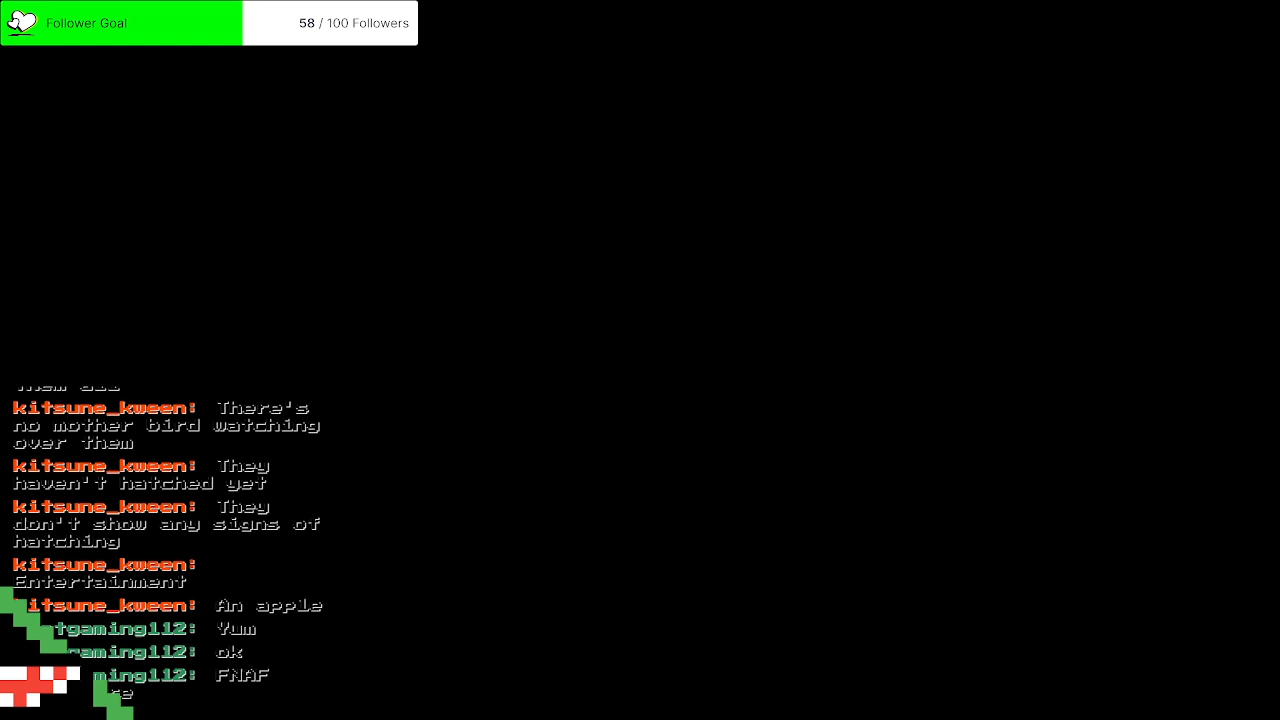 Follower Goal
58 / 100 Followers
kitsune_kween: There's
no mother bird watching
over them
kitsune_kween: They
haven't hatched yet
kitsune_kween: They
don't show any signs of
hatching
kitsune_kween:
Entertainment
itsune_kween: An apple
tgaming112: Yum
gaming112: ok
ming112: FNAF